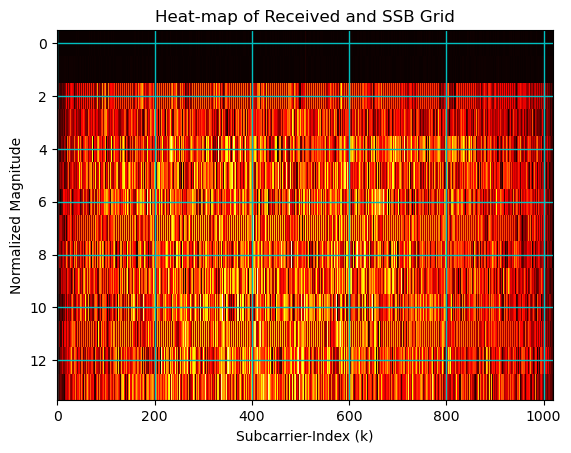 Heat-map of Received and SSB Grid
0
2
4
6
8
10
12
Normalized Magnitude
0 200 400 600 800 1000
Subcarrier-Index (k)